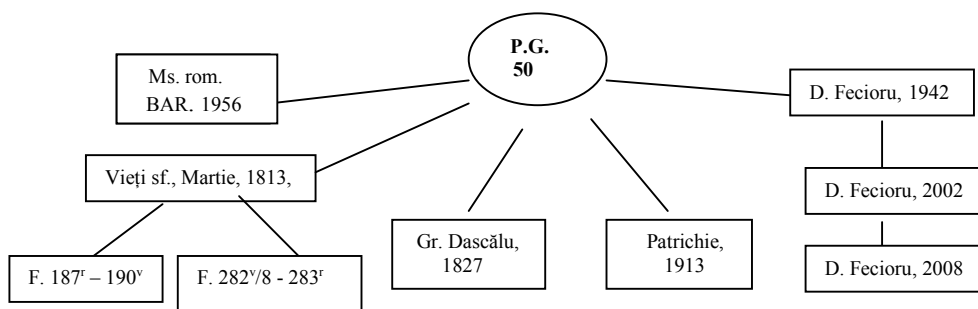 P.G.
50
Ms. rom.
BAR. 1956
D. Fecioru, 1942
Vieți sf., Martie, 1813,
D. Fecioru, 2002
Gr. Dascălu,
1827
Patrichie,
1913
F. 187ʳ – 190ᵛ
F. 282ᵛ/8 - 283ʳ
D. Fecioru, 2008